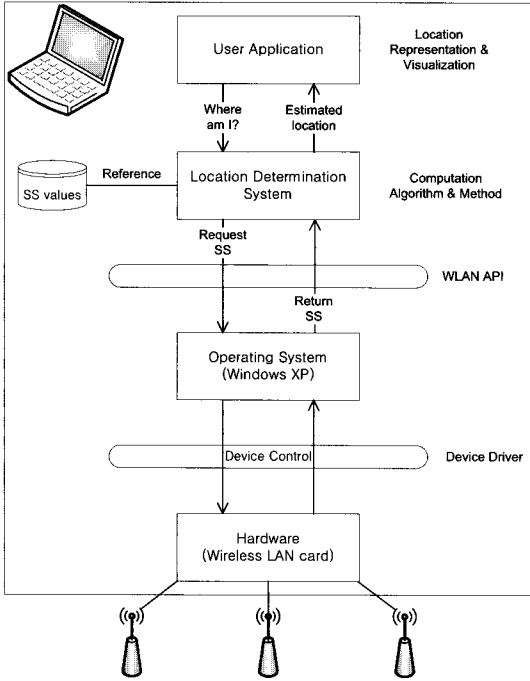 User Application
Location
Representation &
Visualization
Where
am I?
Estimated
location
Reference
SS values
Location Determination
System
Computation
Algorithm & Method
Request
SS
WLAN API
Return
SS
Operating System
(Windows XP)
Device Control
Device Driver
Hardware
(Wireless LAN card)